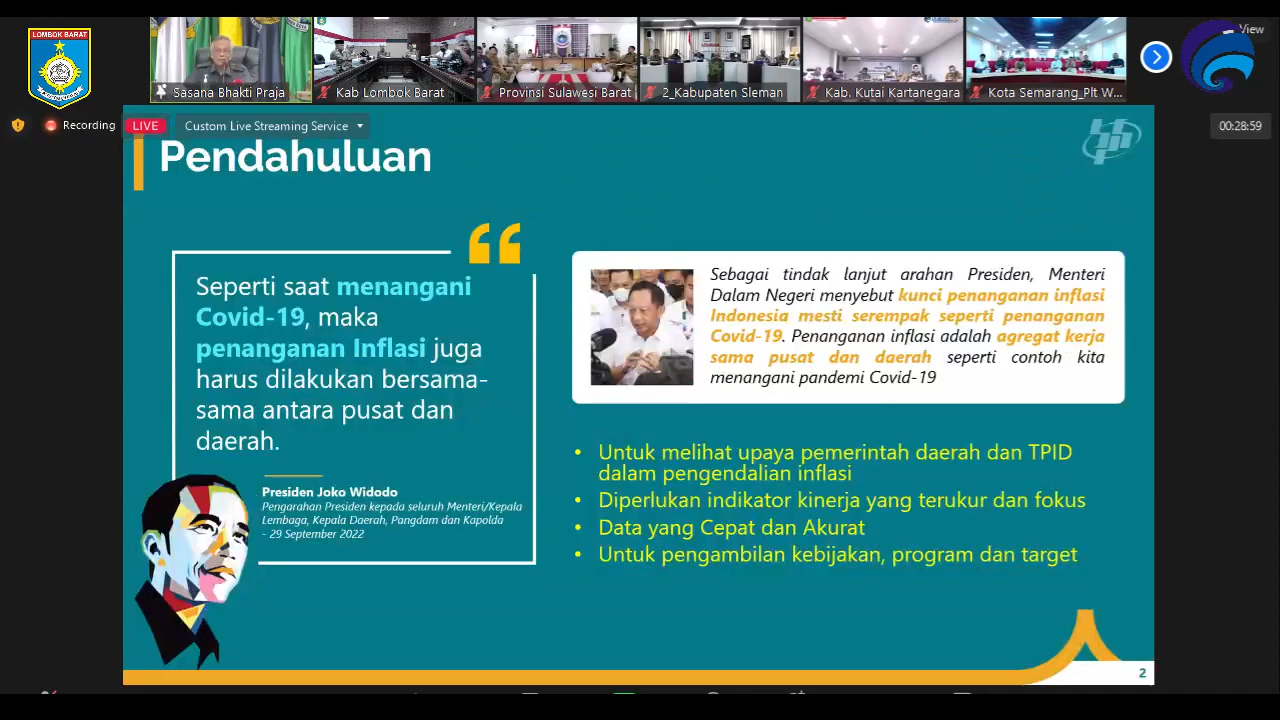 LOMBOK BARAT
View
Sasana Bhakti Praja
Kab Lombok Barat
Provinsi Sulawesi Barat
2_Kabupaten Sleman
Kab. Kutai Kartanegara
Kota Semarang_Plt W...
Recording
LIVE
Custom Live Streaming Service
00:28:59
Pendahuluan
Seperti saat menangani
Covid-19, maka
penanganan Inflasi juga
harus dilakukan bersama-
sama antara pusat dan
daerah.
Presiden Joko Widodo
Pengarahan Presiden kepada seluruh Menteri/Kepala
Lembaga, Kepala Daerah, Pangdam dan Kapolda
- 29 September 2022
Sebagai tindak lanjut arahan Presiden, Menteri
Dalam Negeri menyebut kunci penanganan inflasi
Indonesia mesti serempak seperti penanganan
Covid-19. Penanganan inflasi adalah agregat kerja
sama pusat dan daerah seperti contoh kita
menangani pandemi Covid-19
• Untuk melihat upaya pemerintah daerah dan TPID
dalam pengendalian inflasi
• Diperlukan indikator kinerja yang terukur dan fokus
• Data yang Cepat dan Akurat
• Untuk pengambilan kebijakan, program dan target
2